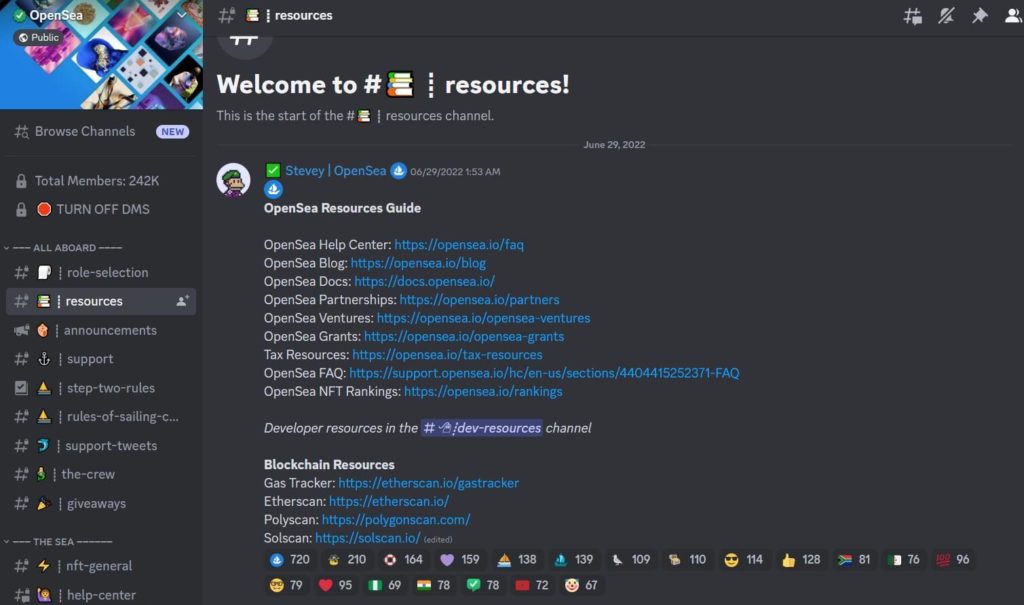 OpenSea
Public
Browse Channels NEW
Total Members: 242K
TURN OFF DMS
ALL ABOARD
role-selection
resources
announcements
support
step-two-rules
rules-of-sailing-c...
support-tweets
the-crew
giveaways
THE SEA
nft-general
help-center
resources
Welcome to # resources!
This is the start of the # resources channel.
June 29, 2022
Stevey | OpenSea 06/29/2022 1:53 AM
OpenSea Resources Guide
OpenSea Help Center: https://opensea.io/faq
OpenSea Blog: https://opensea.io/blog
OpenSea Docs: https://docs.opensea.io/
OpenSea Partnerships: https://opensea.io/partners
OpenSea Ventures: https://opensea.io/opensea-ventures
OpenSea Grants: https://opensea.io/opensea-grants
Tax Resources: https://opensea.io/tax-resources
OpenSea FAQ: https://support.opensea.io/hc/en-us/sections/4404415252371-FAQ
OpenSea NFT Rankings: https://opensea.io/rankings
Developer resources in the # dev-resources channel
Blockchain Resources
Gas Tracker: https://etherscan.io/gastracker
Etherscan: https://etherscan.io/
Polyscan: https://polygonscan.com/
Solscan: https://solscan.io/ (edited)
720 210 164 159 138 139 109 110 114 128 81 76 100 96
79 95 69 78 78 72 67